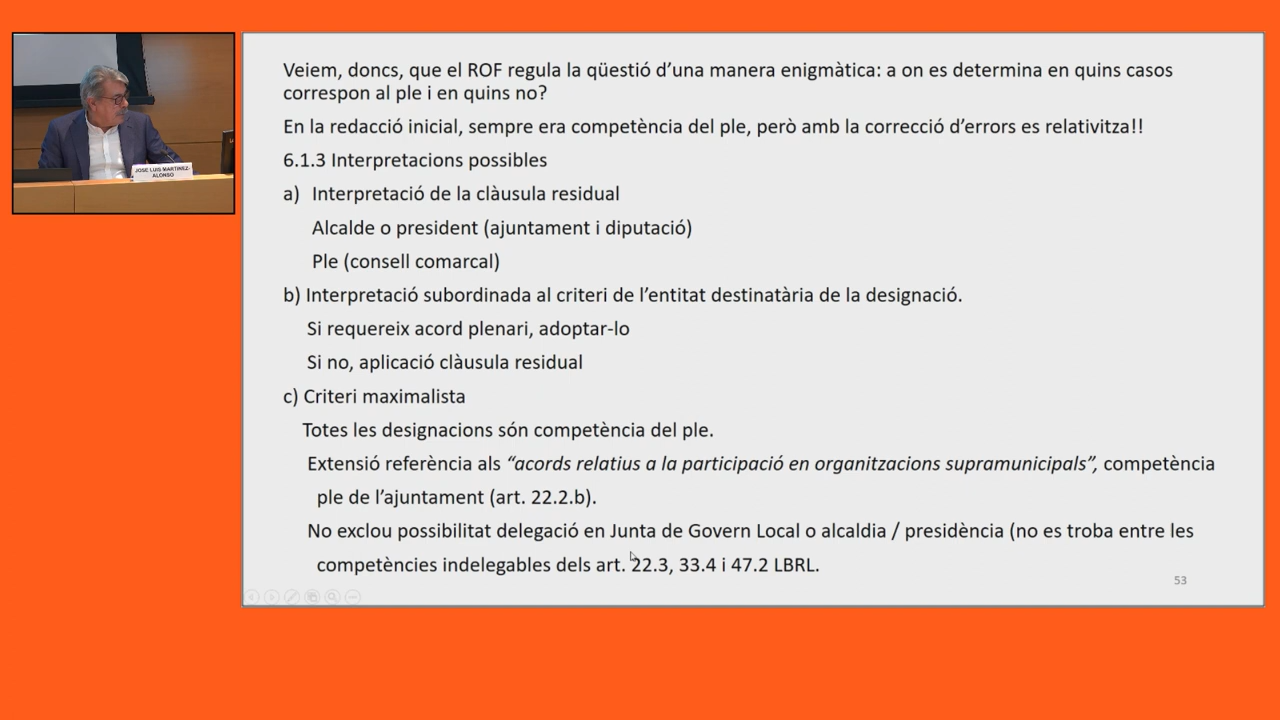 JOSE LUIS MARTÍNEZ-
ALONSO
Veiem, doncs, que el ROF regula la qüestió d’una manera enigmàtica: a on es determina en quins casos
correspon al ple i en quins no?
En la redacció inicial, sempre era competència del ple, però amb la correcció d’errors es relativitza!!
6.1.3 Interpretacions possibles
a) Interpretació de la clàusula residual
Alcalde o president (ajuntament i diputació)
Ple (consell comarcal)
b) Interpretació subordinada al criteri de l’entitat destinatària de la designació.
Si requereix acord plenari, adoptar-lo
Si no, aplicació clàusula residual
c) Criteri maximalista
Totes les designacions són competència del ple.
Extensió referència als “acords relatius a la participació en organitzacions supramunicipals”, competència
ple de l’ajuntament (art. 22.2.b).
No exclou possibilitat delegació en Junta de Govern Local o alcaldia / presidència (no es troba entre les
competències indelegables dels art. 22.3, 33.4 i 47.2 LBRL.
53